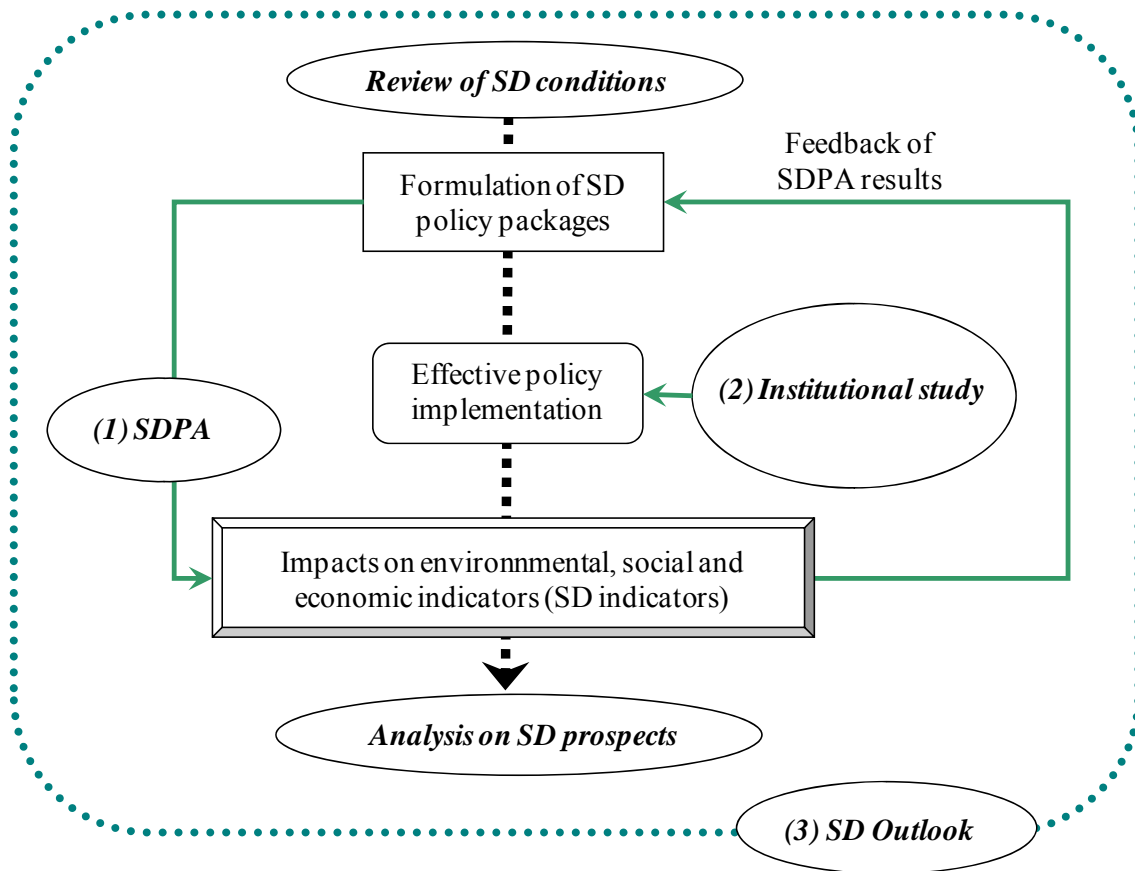 Review of SD conditions
Feedback of
SDPA results
Formulation of SD
policy packages
Effective policy
implementation
(2) Institutional study
(1) SDPA
Impacts on environnmental, social and
economic indicators (SD indicators)
Analysis on SD prospects
(3) SD Outlook